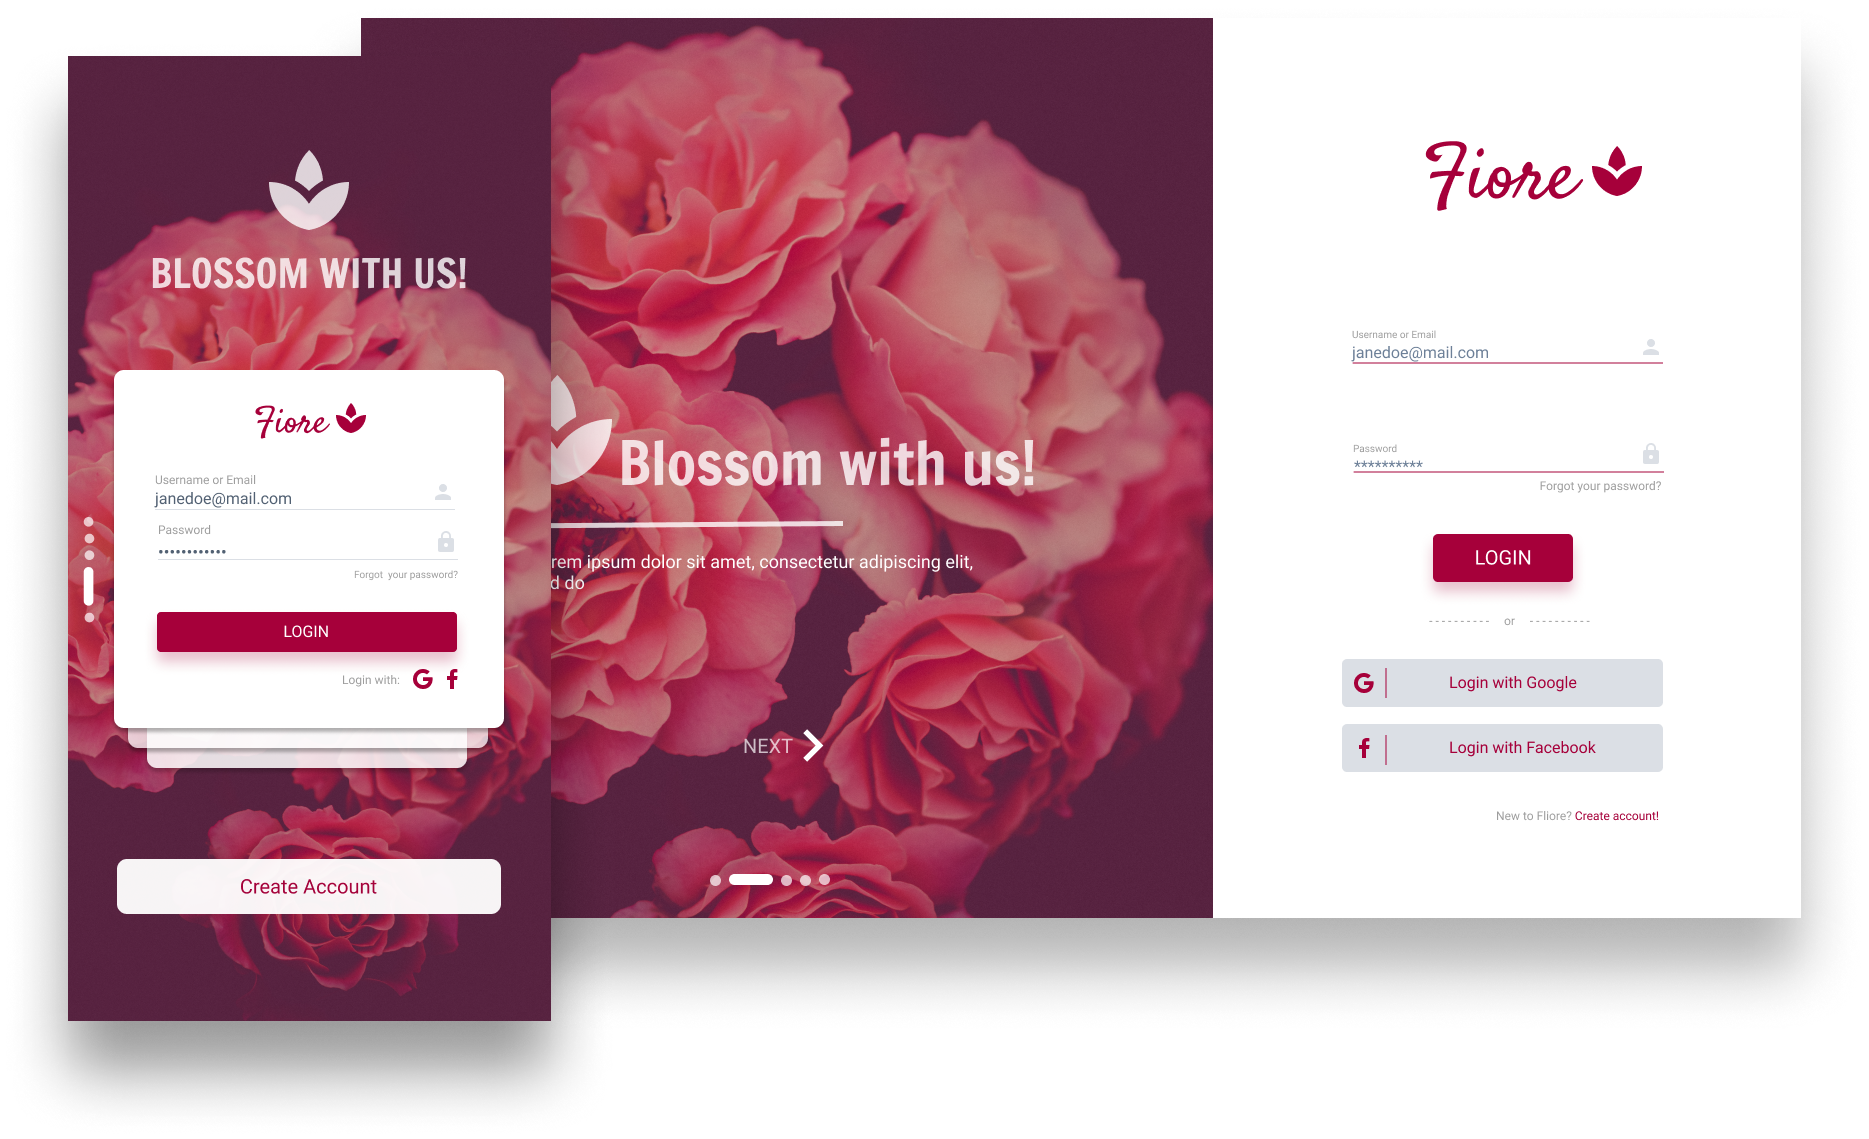 BLOSSOM WITH US!
Fiore
Username or Email
janedoe@mail.com
Password
••••••••••••
Forgot your password?
LOGIN
Login with:
Create Account
Blossom with us!
rem ipsum dolor sit amet, consectetur adipiscing elit,
d do
NEXT
Fiore
Username or Email
janedoe@mail.com
Password
**********
Forgot your password?
LOGIN
or
Login with Google
Login with Facebook
New to Fliore? Create account!